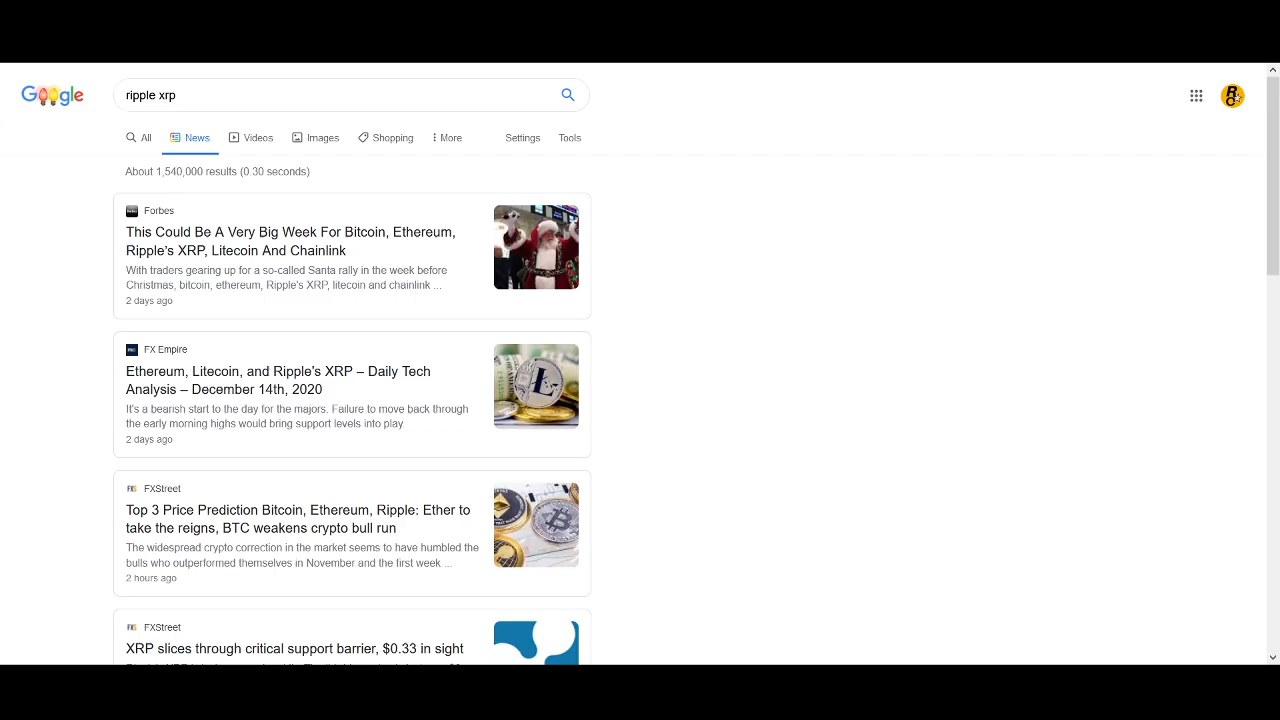 Google
ripple xrp
All News Videos Images Shopping More Settings Tools
About 1,540,000 results (0.30 seconds)
Forbes
This Could Be A Very Big Week For Bitcoin, Ethereum,
Ripple's XRP, Litecoin And Chainlink
With traders gearing up for a so-called Santa rally in the week before
Christmas, bitcoin, ethereum, Ripple's XRP, litecoin and chainlink ...
2 days ago
FX Empire
Ethereum, Litecoin, and Ripple's XRP – Daily Tech
Analysis – December 14th, 2020
It's a bearish start to the day for the majors. Failure to move back through
the early morning highs would bring support levels into play.
2 days ago
FXStreet
Top 3 Price Prediction Bitcoin, Ethereum, Ripple: Ether to
take the reigns, BTC weakens crypto bull run
The widespread crypto correction in the market seems to have humbled the
bulls who outperformed themselves in November and the first week ...
2 hours ago
FXStreet
XRP slices through critical support barrier, $0.33 in sight